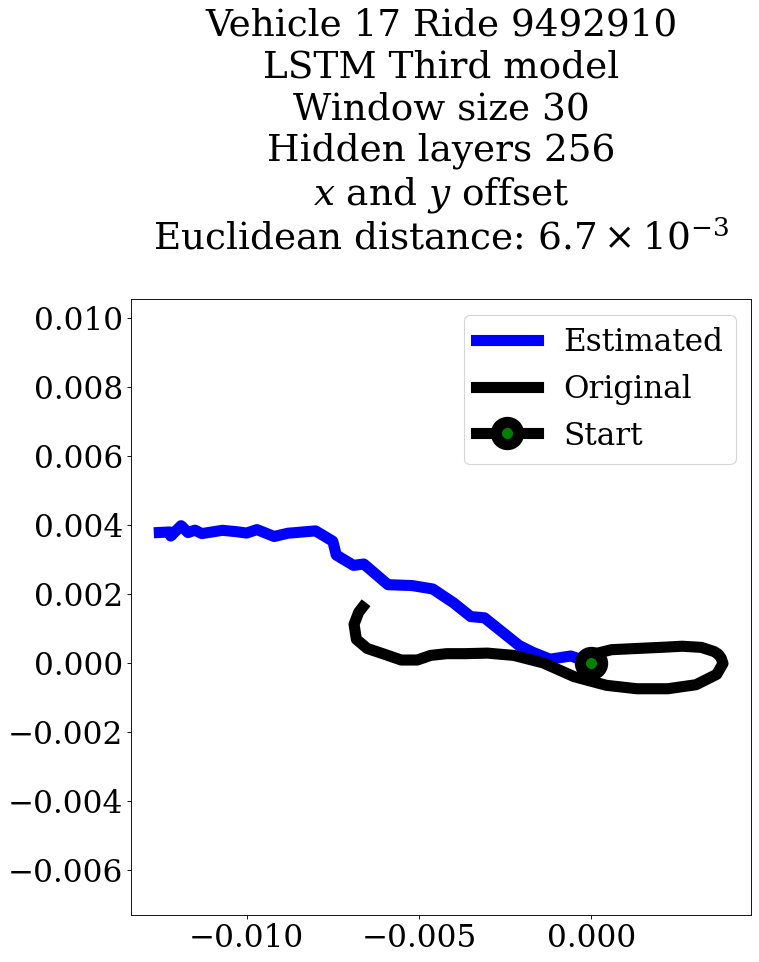 Vehicle 17 Ride 9492910
LSTM Third model
Window size 30
Hidden layers 256
x and y offset
Euclidean distance: 6.7 × 10⁻³
Estimated
Original
Start
0.010
0.008
0.006
0.004
0.002
0.000
−0.002
−0.004
−0.006
−0.010
−0.005
0.000